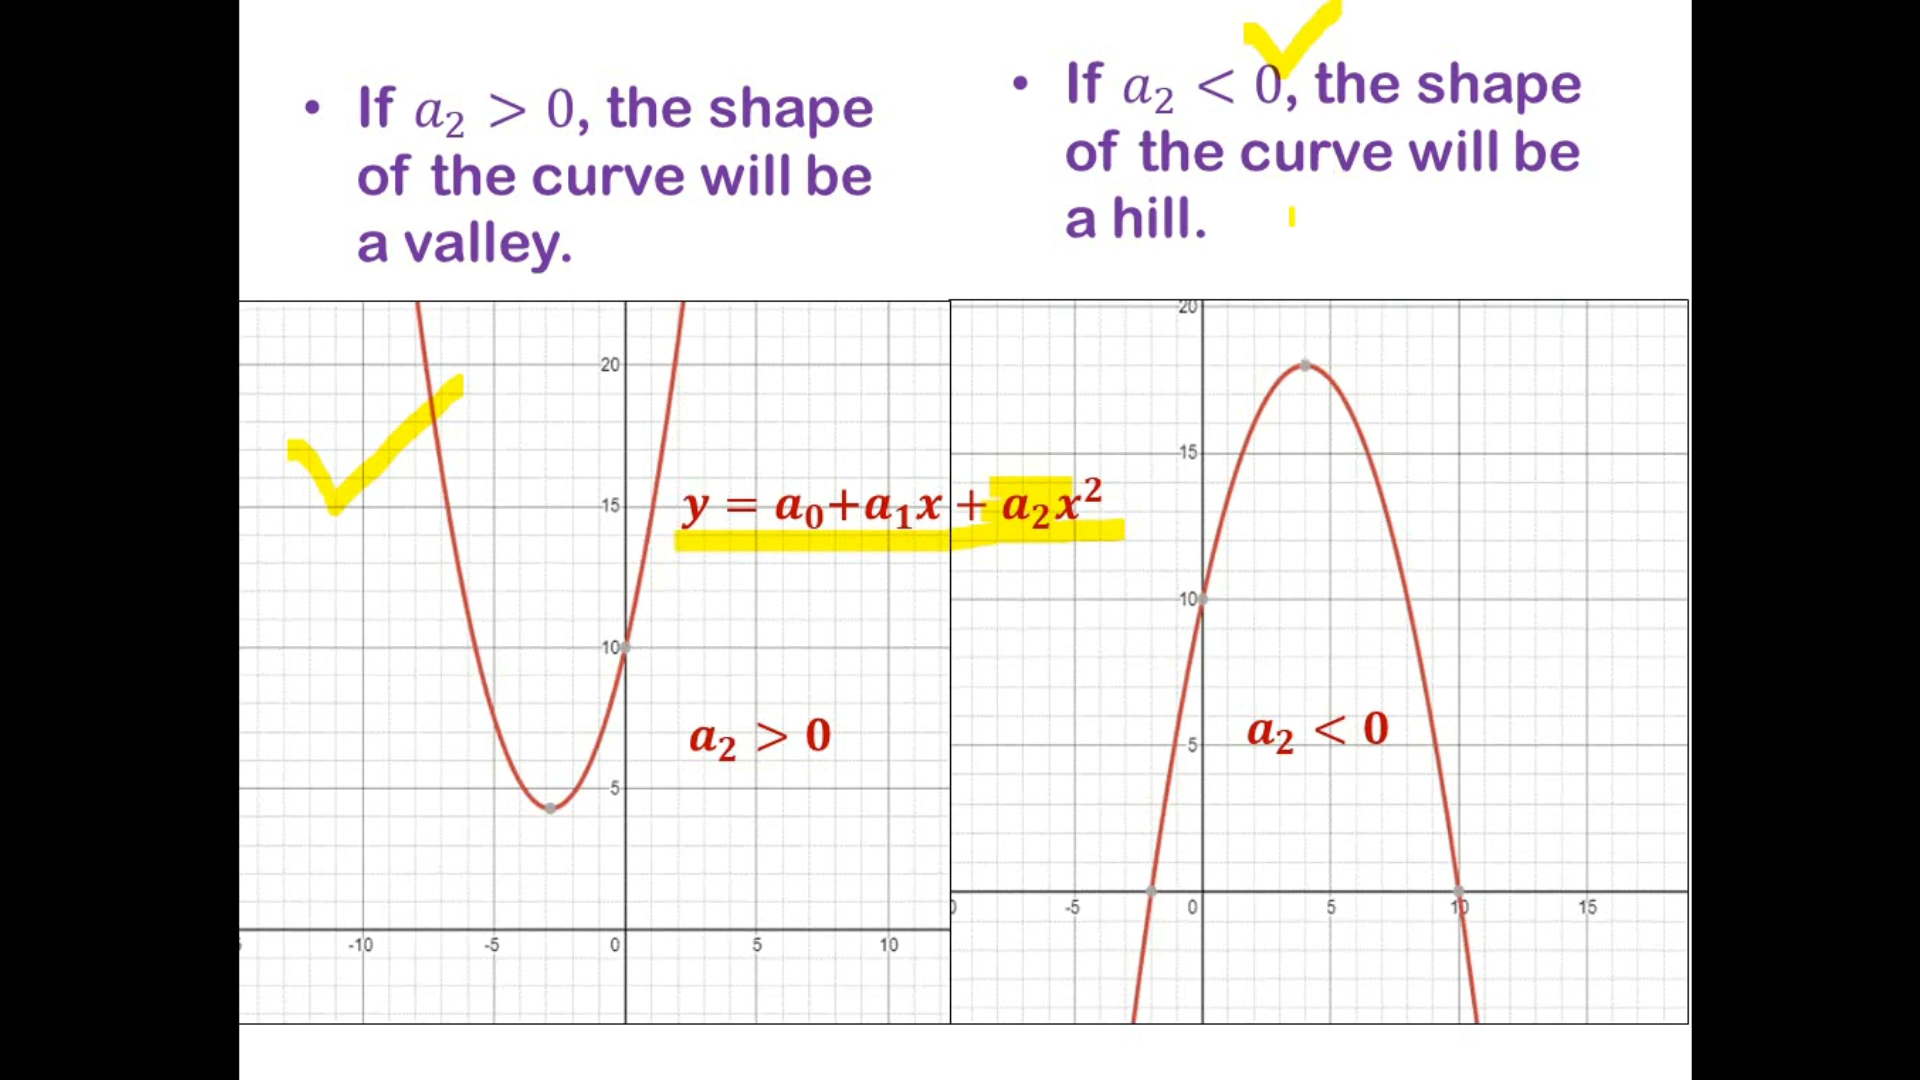 • If a₂ > 0, the shape
of the curve will be
a valley.
• If a₂ < 0, the shape
of the curve will be
a hill.
20
15
10
5
-10 -5 0 5 10
y = a₀+a₁x + a₂x²
a₂ > 0
20
15
10
5
0 -5 0 5 10 15
a₂ < 0